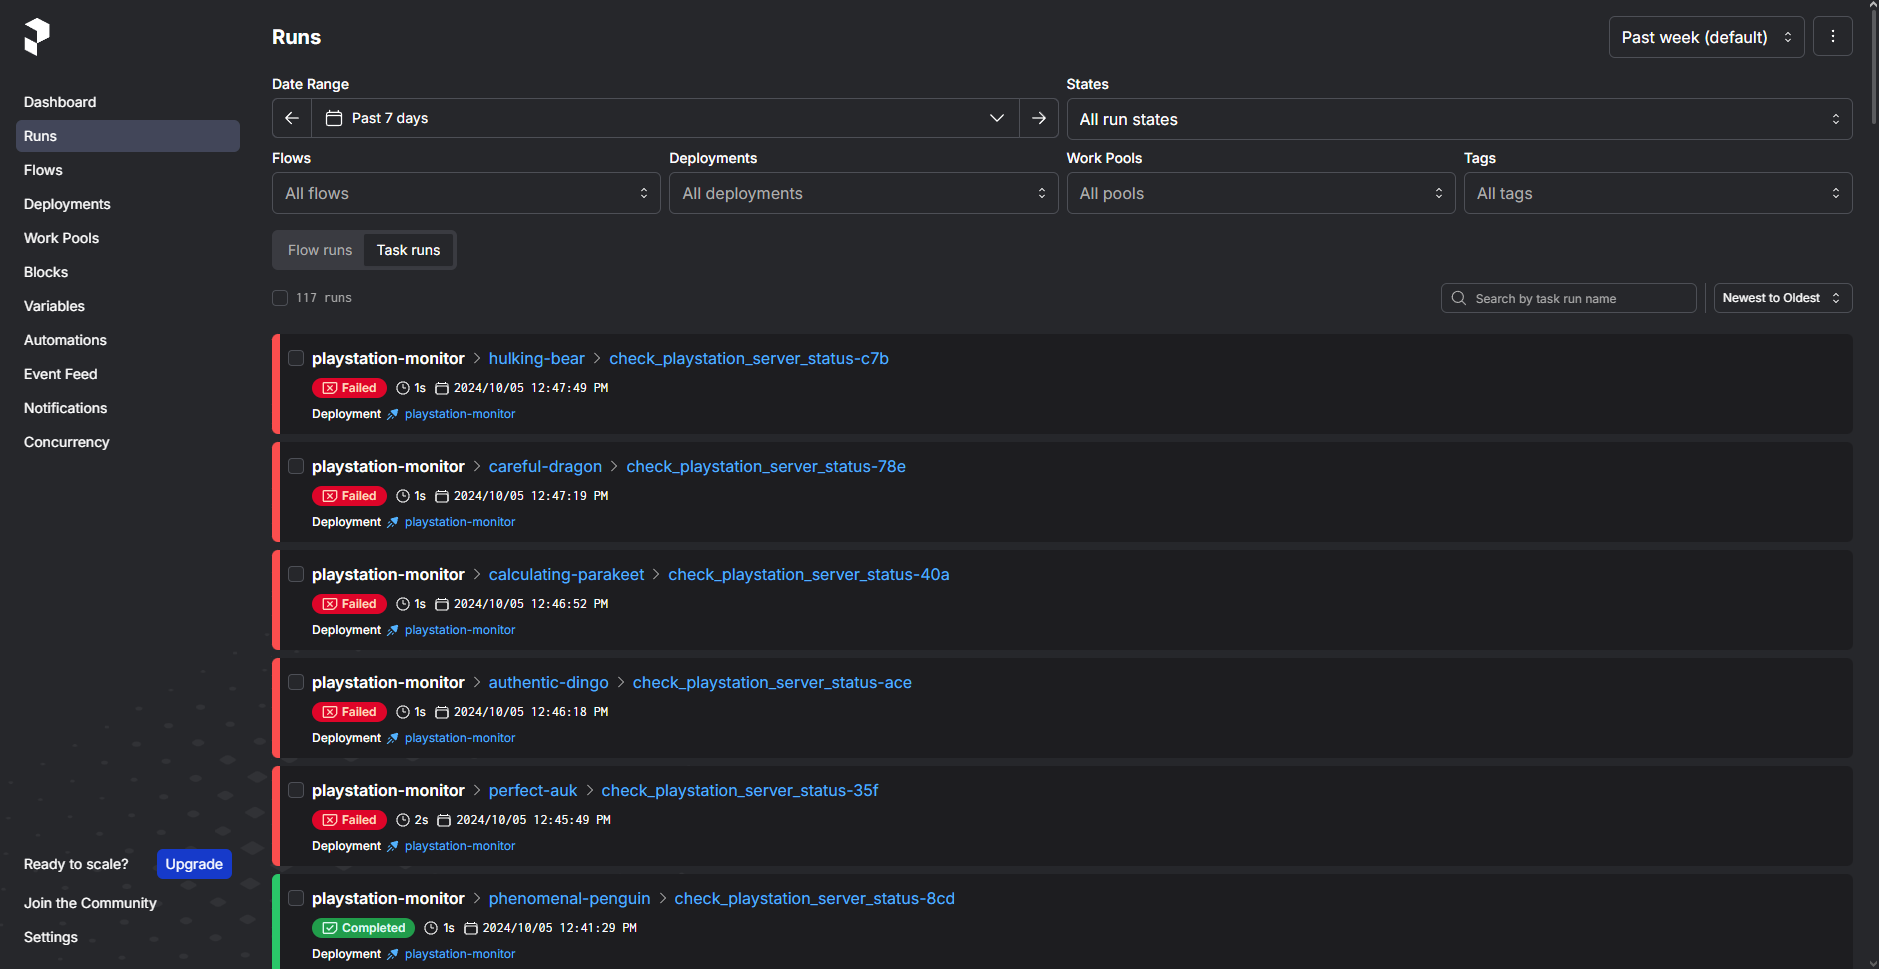 Runs
Past week (default)
Dashboard
Runs
Flows
Deployments
Work Pools
Blocks
Variables
Automations
Event Feed
Notifications
Concurrency
Ready to scale? Upgrade
Join the Community
Settings
Date Range
Past 7 days
States
All run states
Flows
All flows
Deployments
All deployments
Work Pools
All pools
Tags
All tags
Flow runs Task runs
117 runs
Search by task run name
Newest to Oldest
playstation-monitor > hulking-bear > check_playstation_server_status-c7b
Failed 1s 2024/10/05 12:47:49 PM
Deployment playstation-monitor
playstation-monitor > careful-dragon > check_playstation_server_status-78e
Failed 1s 2024/10/05 12:47:19 PM
Deployment playstation-monitor
playstation-monitor > calculating-parakeet > check_playstation_server_status-40a
Failed 1s 2024/10/05 12:46:52 PM
Deployment playstation-monitor
playstation-monitor > authentic-dingo > check_playstation_server_status-ace
Failed 1s 2024/10/05 12:46:18 PM
Deployment playstation-monitor
playstation-monitor > perfect-auk > check_playstation_server_status-35f
Failed 2s 2024/10/05 12:45:49 PM
Deployment playstation-monitor
playstation-monitor > phenomenal-penguin > check_playstation_server_status-8cd
Completed 1s 2024/10/05 12:41:29 PM
Deployment playstation-monitor